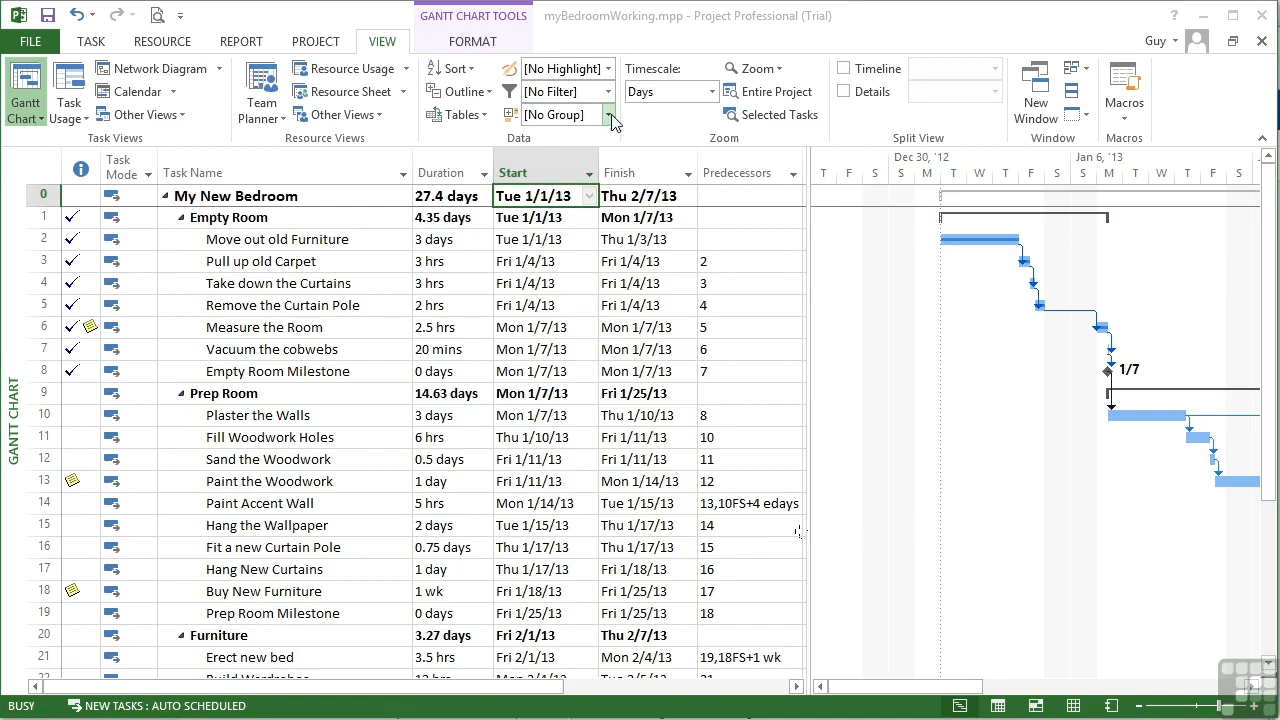 GANTT CHART TOOLS
myBedroomWorking.mpp - Project Professional (Trial)
FILE TASK RESOURCE REPORT PROJECT VIEW FORMAT Guy
Gantt Chart
Task Usage
Network Diagram
Calendar
Other Views
Task Views
Team Planner
Resource Usage
Resource Sheet
Other Views
Resource Views
Sort
Outline
Tables
[No Highlight]
[No Filter]
[No Group]
Data
Timescale:
Days
Zoom
Entire Project
Selected Tasks
Zoom
Timeline
Details
Split View
New Window
Window
Macros
Macros
Task Mode Task Name Duration Start Finish Predecessors
Dec 30, '12 Jan 6, '13
T F S S M T W T F S S M T W T F S
0 My New Bedroom 27.4 days Tue 1/1/13 Thu 2/7/13
1 Empty Room 4.35 days Tue 1/1/13 Mon 1/7/13
2 Move out old Furniture 3 days Tue 1/1/13 Thu 1/3/13
3 Pull up old Carpet 3 hrs Fri 1/4/13 Fri 1/4/13 2
4 Take down the Curtains 3 hrs Fri 1/4/13 Fri 1/4/13 3
5 Remove the Curtain Pole 2 hrs Fri 1/4/13 Fri 1/4/13 4
6 Measure the Room 2.5 hrs Mon 1/7/13 Mon 1/7/13 5
7 Vacuum the cobwebs 20 mins Mon 1/7/13 Mon 1/7/13 6
8 Empty Room Milestone 0 days Mon 1/7/13 Mon 1/7/13 7 1/7
9 Prep Room 14.63 days Mon 1/7/13 Fri 1/25/13
10 Plaster the Walls 3 days Mon 1/7/13 Thu 1/10/13 8
11 Fill Woodwork Holes 6 hrs Thu 1/10/13 Fri 1/11/13 10
12 Sand the Woodwork 0.5 days Fri 1/11/13 Fri 1/11/13 11
13 Paint the Woodwork 1 day Fri 1/11/13 Mon 1/14/13 12
14 Paint Accent Wall 5 hrs Mon 1/14/13 Tue 1/15/13 13,10FS+4 edays
15 Hang the Wallpaper 2 days Tue 1/15/13 Thu 1/17/13 14
16 Fit a new Curtain Pole 0.75 days Thu 1/17/13 Thu 1/17/13 15
17 Hang New Curtains 1 day Thu 1/17/13 Fri 1/18/13 16
18 Buy New Furniture 1 wk Fri 1/18/13 Fri 1/25/13 17
19 Prep Room Milestone 0 days Fri 1/25/13 Fri 1/25/13 18
20 Furniture 3.27 days Fri 2/1/13 Thu 2/7/13
21 Erect new bed 3.5 hrs Fri 2/1/13 Mon 2/4/13 19,18FS+1 wk
GANTT CHART
BUSY NEW TASKS : AUTO SCHEDULED